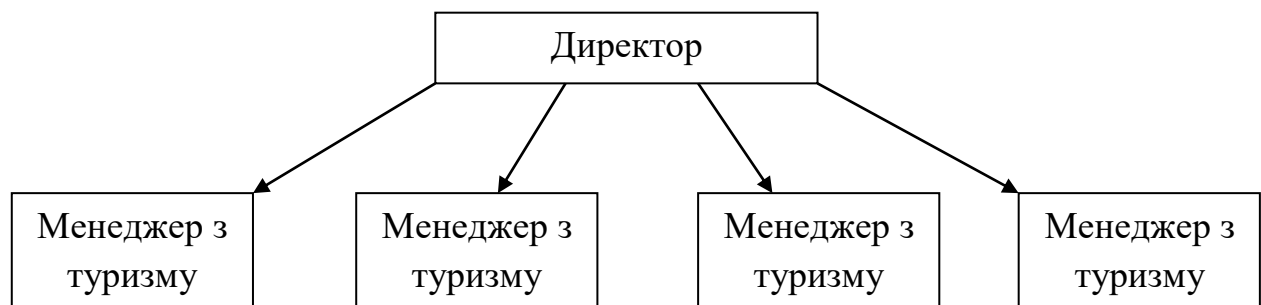 Директор
Менеджер з
туризму
Менеджер з
туризму
Менеджер з
туризму
Менеджер з
туризму